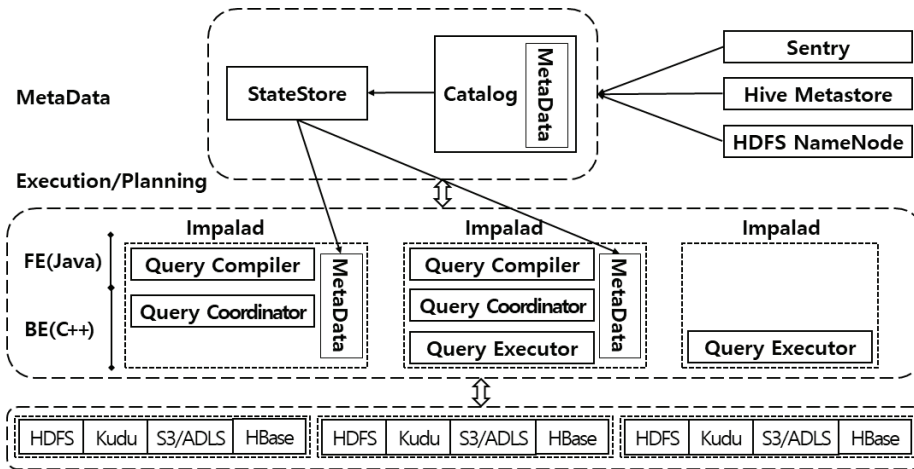 Sentry
MetaData
StateStore
Catalog
MetaData
Hive Metastore
HDFS NameNode
Execution/Planning
Impalad
Impalad
Impalad
FE(Java)
Query Compiler
MetaData
Query Compiler
MetaData
BE(C++)
Query Coordinator
Query Coordinator
Query Executor
Query Executor
HDFS Kudu S3/ADLS HBase
HDFS Kudu S3/ADLS HBase
HDFS Kudu S3/ADLS HBase